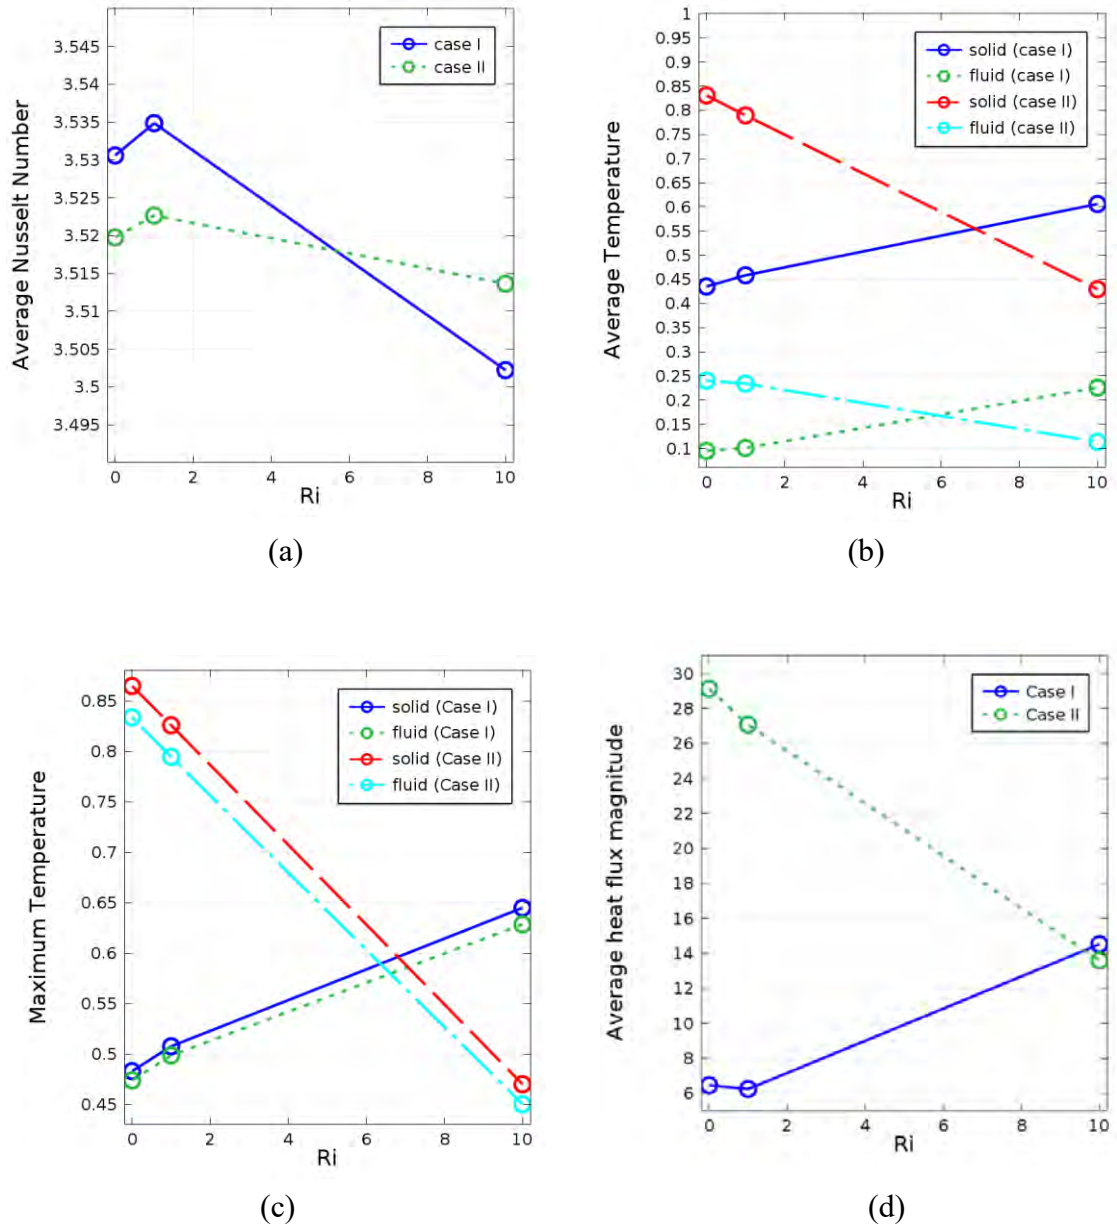 Average Nusselt Number
3.545
3.54
3.535
3.53
3.525
3.52
3.515
3.51
3.505
3.5
3.495
0 2 4 6 8 10
Ri
case I
case II
(a)
Average Temperature
1
0.95
0.9
0.85
0.8
0.75
0.7
0.65
0.6
0.55
0.5
0.45
0.4
0.35
0.3
0.25
0.2
0.15
0.1
0 2 4 6 8 10
Ri
solid (case I)
fluid (case I)
solid (case II)
fluid (case II)
(b)
Maximum Temperature
0.85
0.8
0.75
0.7
0.65
0.6
0.55
0.5
0.45
0 2 4 6 8 10
Ri
solid (Case I)
fluid (Case I)
solid (Case II)
fluid (Case II)
(c)
Average heat flux magnitude
30
28
26
24
22
20
18
16
14
12
10
8
6
0 2 4 6 8 10
Ri
Case I
Case II
(d)